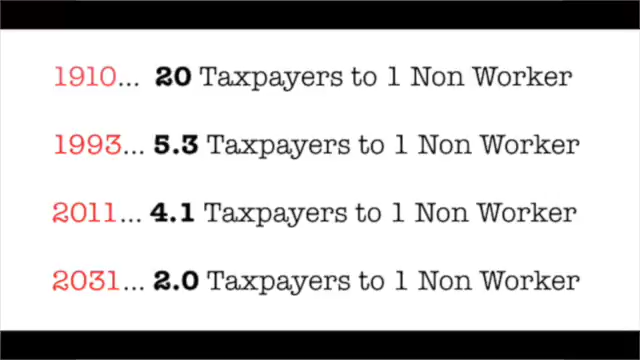 1910... 20 Taxpayers to 1 Non Worker
1993... 5.3 Taxpayers to 1 Non Worker
2011... 4.1 Taxpayers to 1 Non Worker
2031... 2.0 Taxpayers to 1 Non Worker